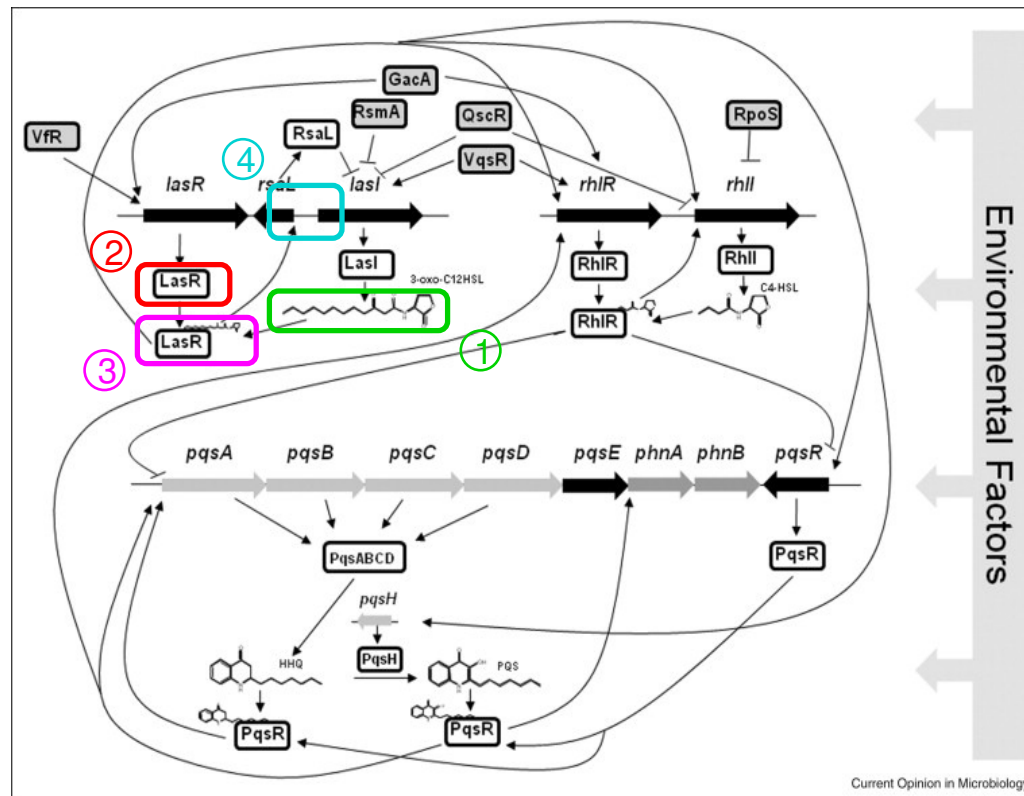 GacA
RsmA
QscR
RpoS
VfR
RsaL
VqsR
4
lasR
rsaL
lasI
rhlR
rhlI
2
LasR
LasI
3-oxo-C12HSL
RhlR
RhlI
C4-HSL
LasR
RhlR
3
1
pqsA
pqsB
pqsC
pqsD
pqsE
phnA
phnB
pqsR
PqsABCD
PqsR
pqsH
HHQ
PqsH
PQS
PqsR
PqsR
Environmental Factors
Current Opinion in Microbiology